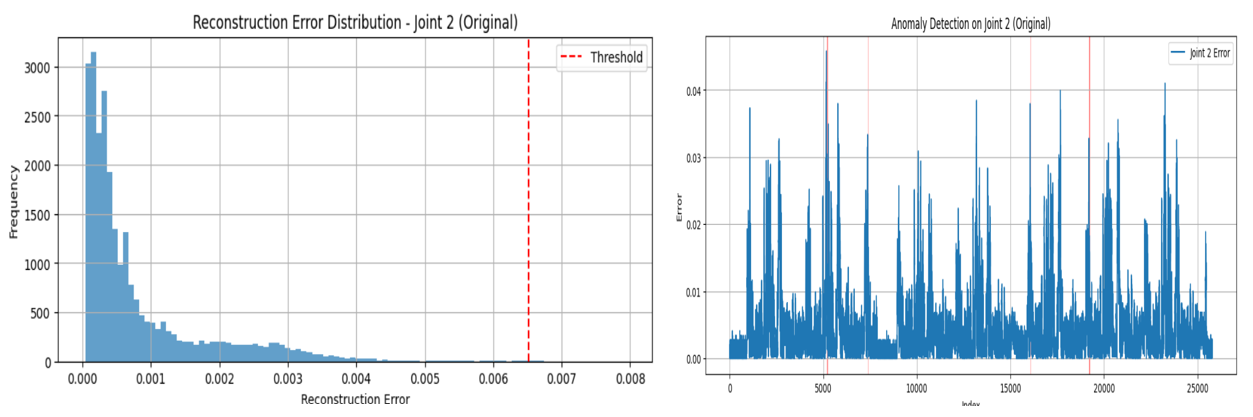 Reconstruction Error Distribution - Joint 2 (Original)
Threshold
Frequency
3000
2500
2000
1500
1000
500
0
0.000 0.001 0.002 0.003 0.004 0.005 0.006 0.007 0.008
Reconstruction Error
Anomaly Detection on Joint 2 (Original)
Joint 2 Error
Error
0.04
0.03
0.02
0.01
0.00
0 5000 10000 15000 20000 25000
Index